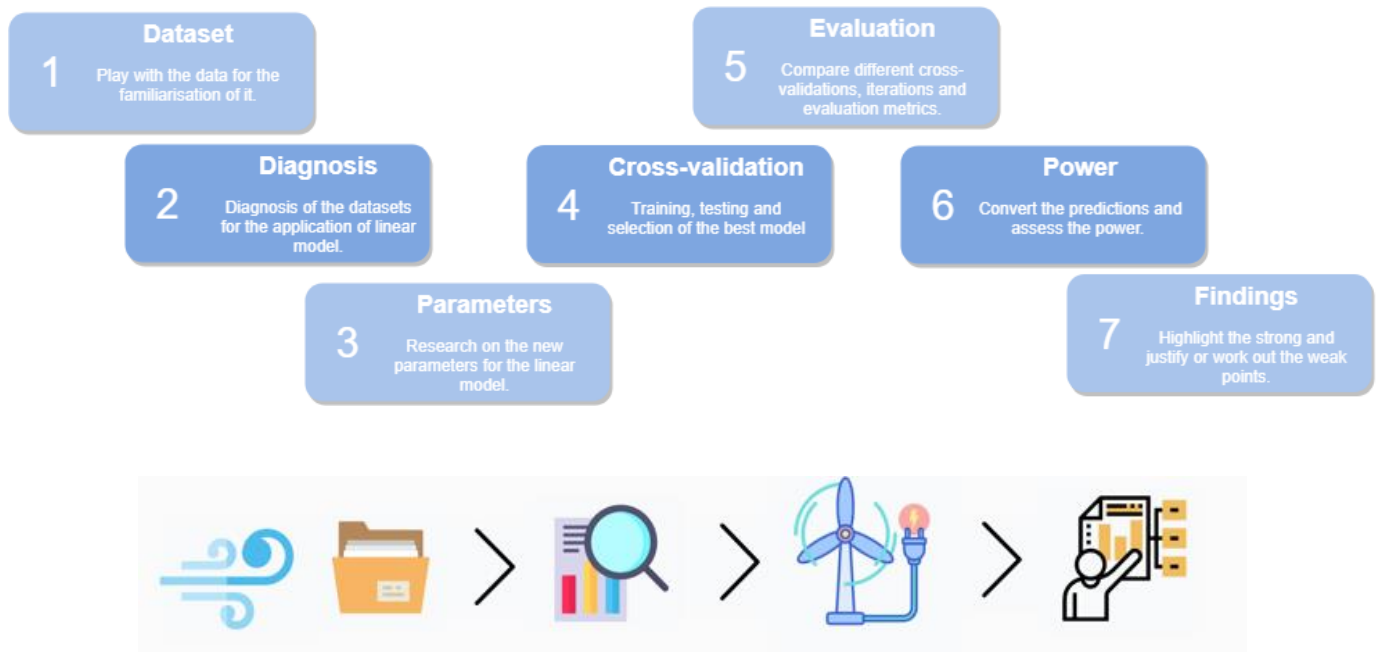 1
Dataset
Play with the data for the
familiarisation of it.
2
Diagnosis
Diagnosis of the datasets
for the application of linear
model.
3
Parameters
Research on the new
parameters for the linear
model.
4
Cross-validation
Training, testing and
selection of the best model
5
Evaluation
Compare different cross-
validations, iterations and
evaluation metrics.
6
Power
Convert the predictions and
assess the power.
7
Findings
Highlight the strong and
justify or work out the weak
points.